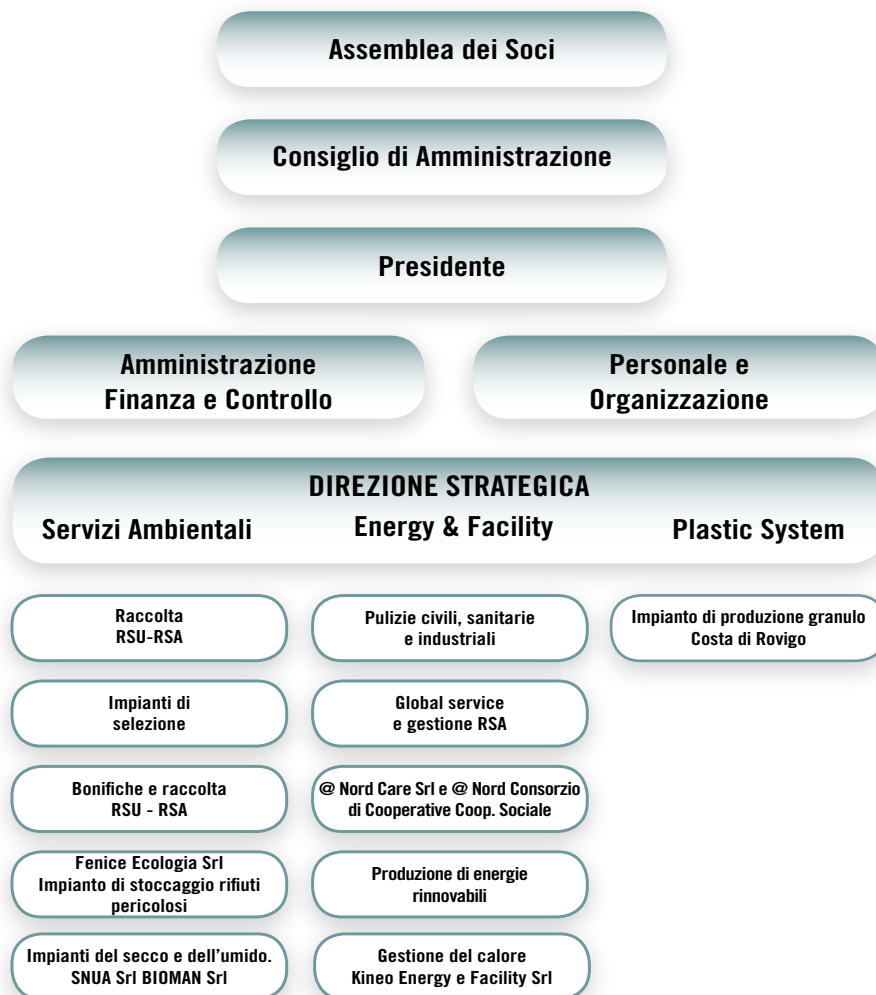 Assemblea dei Soci
Consiglio di Amministrazione
Presidente
Amministrazione
Finanza e Controllo
Personale e
Organizzazione
DIREZIONE STRATEGICA
Servizi Ambientali
Energy & Facility
Plastic System
Raccolta
RSU-RSA
Impianti di
selezione
Bonifiche e raccolta
RSU - RSA
Fenice Ecologia Srl
Impianto di stoccaggio rifiuti
pericolosi
Impianti del secco e dell'umido.
SNUA Srl BIOMAN Srl
Pulizie civili, sanitarie
e industriali
Global service
e gestione RSA
@ Nord Care Srl e @ Nord Consorzio
di Cooperative Coop. Sociale
Produzione di energie
rinnovabili
Gestione del calore
Kineo Energy e Facility Srl
Impianto di produzione granulo
Costa di Rovigo